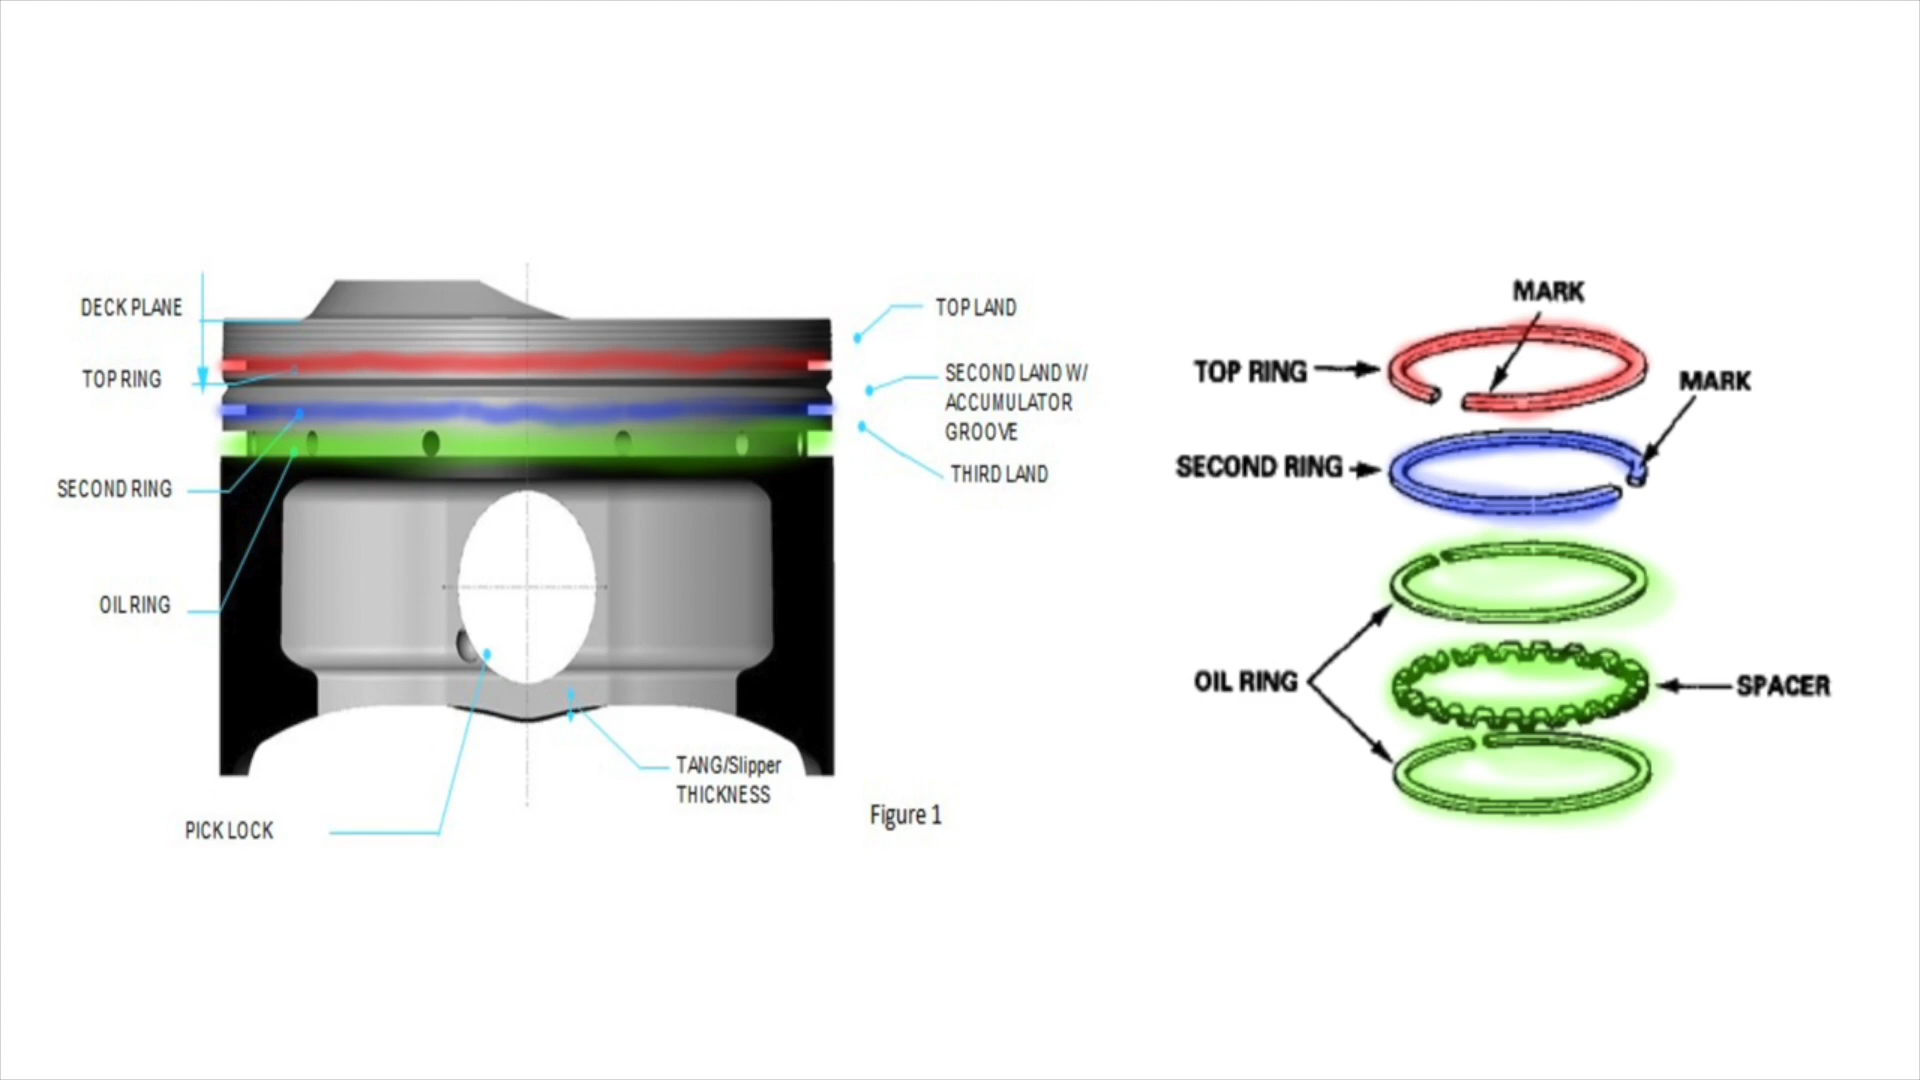 DECK PLANE
TOP RING
SECOND RING
OIL RING
PICK LOCK
TOP LAND
SECOND LAND W/
ACCUMULATOR
GROOVE
THIRD LAND
TANG/Slipper
THICKNESS
Figure 1
MARK
TOP RING
MARK
SECOND RING
OIL RING
SPACER